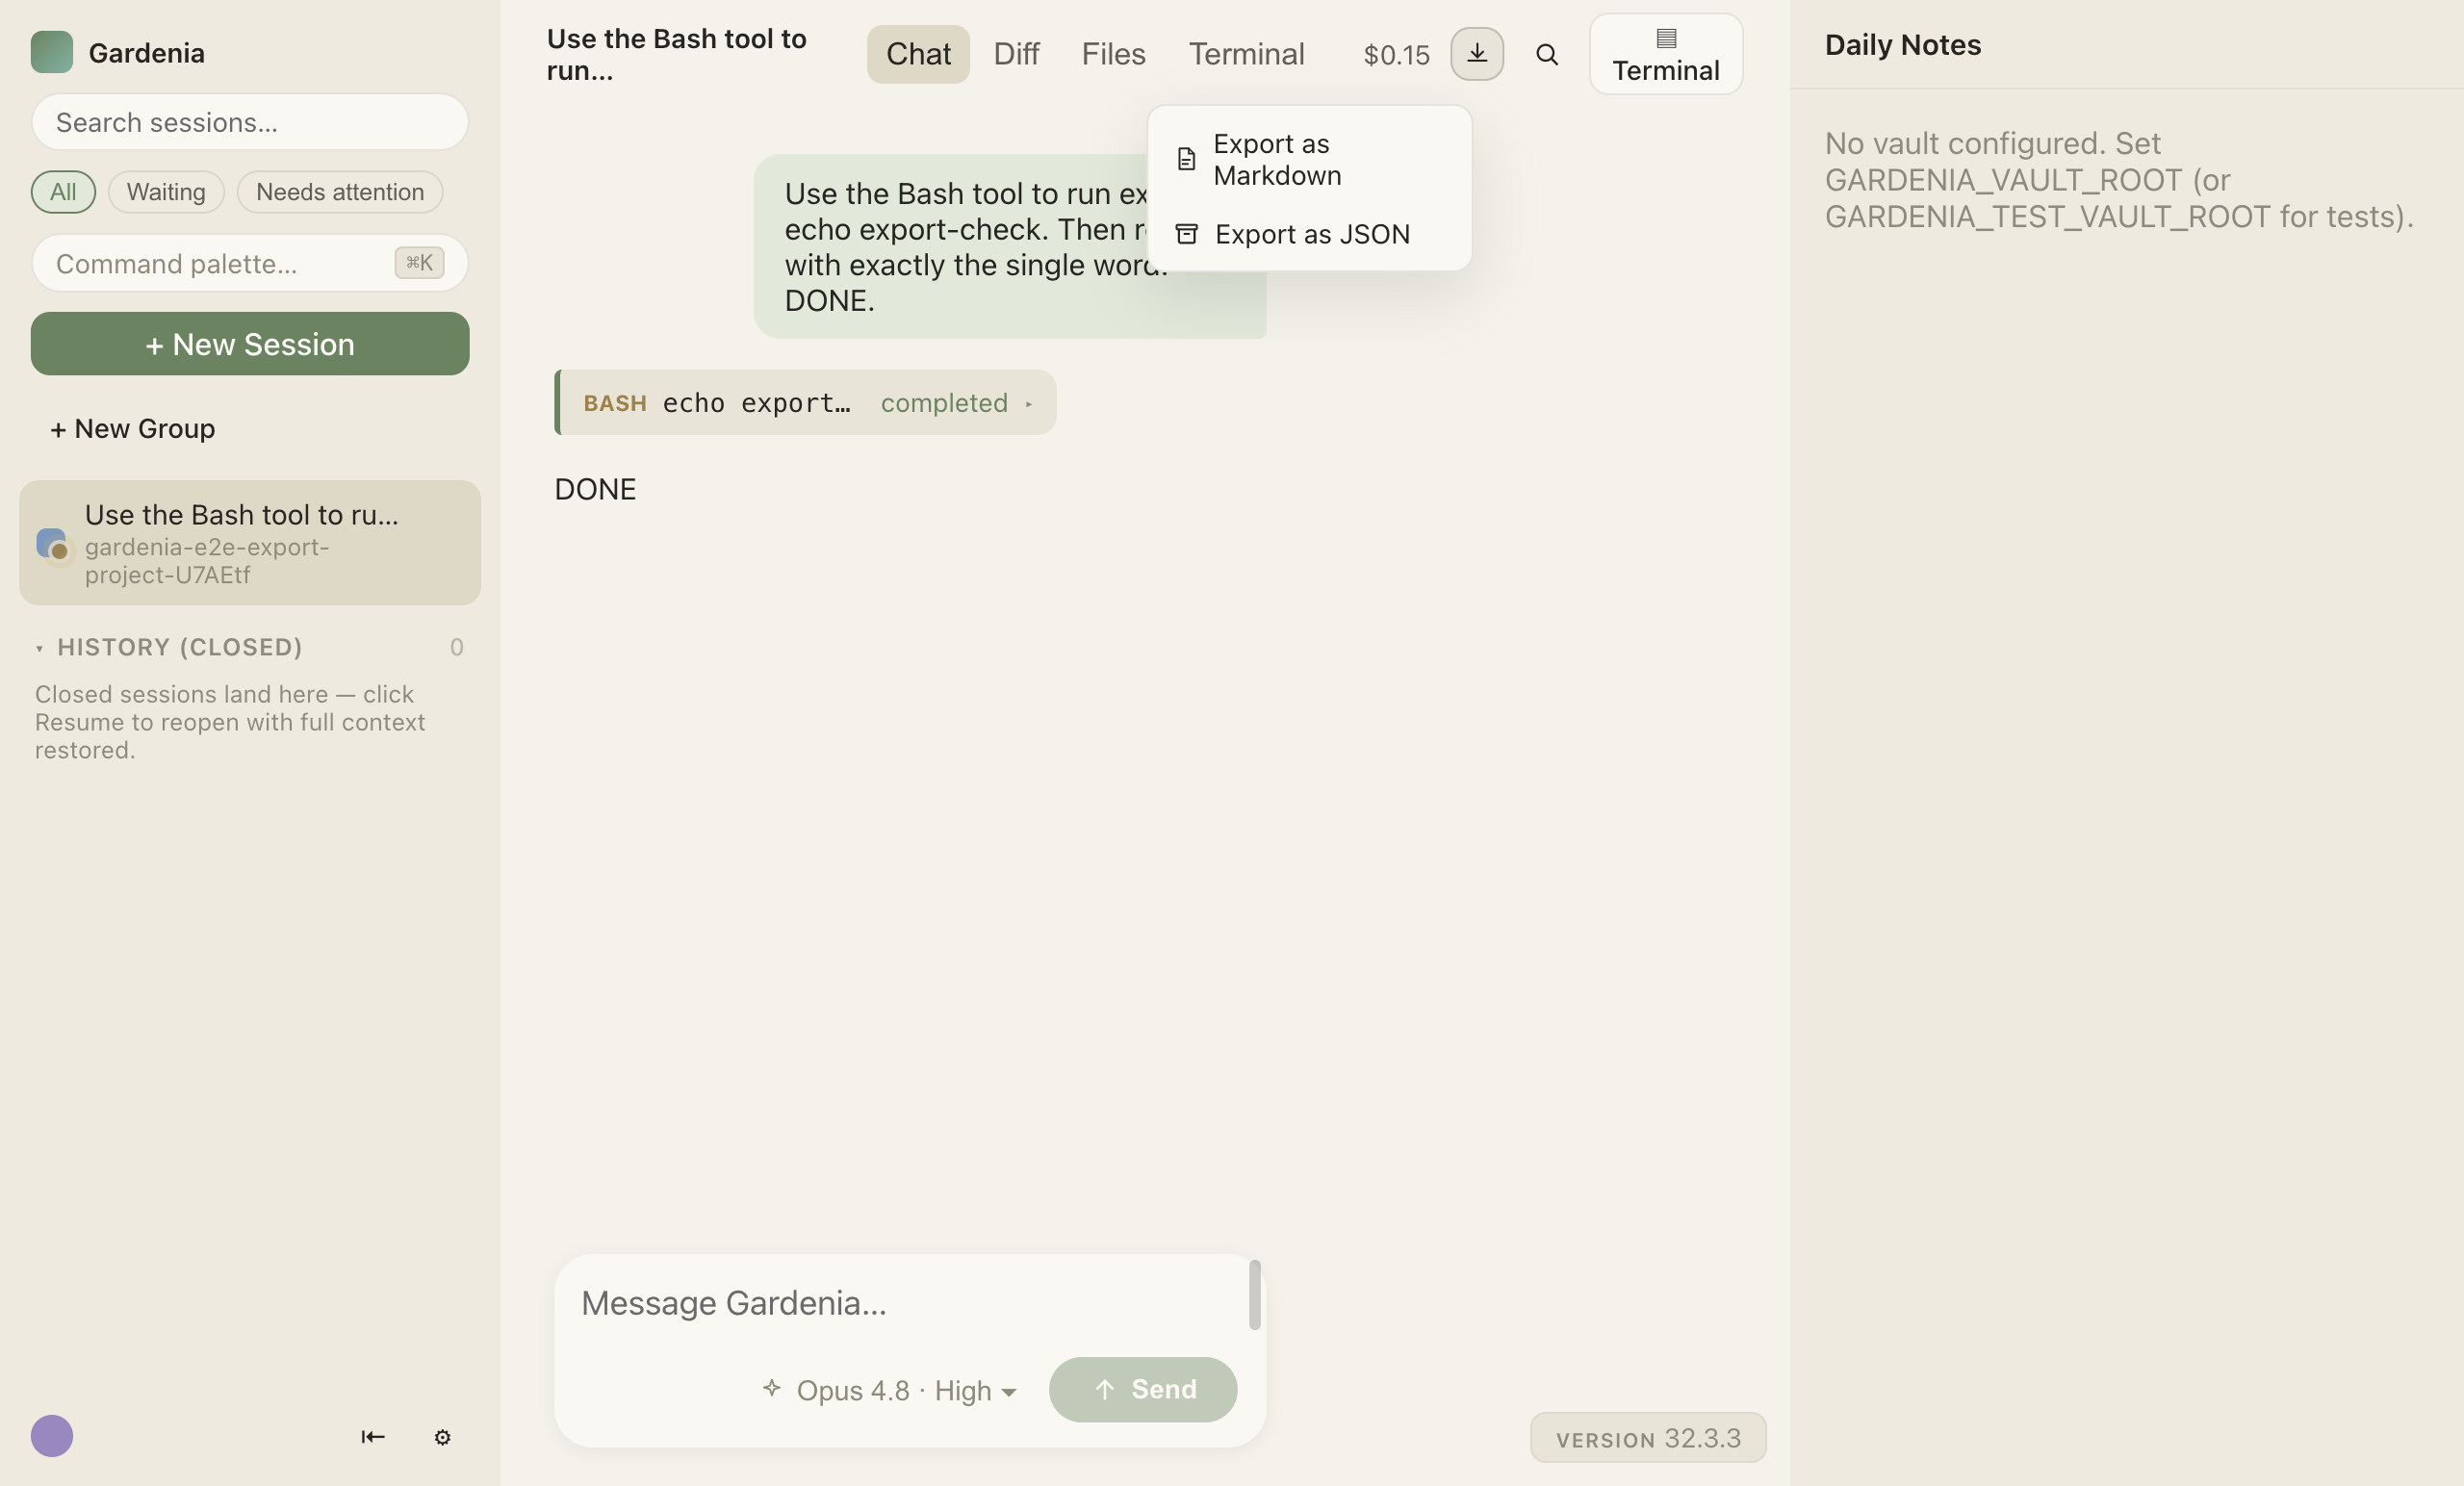 Gardenia
Search sessions...
All
Waiting
Needs attention
Command palette...
⌘K
+ New Session
+ New Group
Use the Bash tool to ru...
gardenia-e2e-export-
project-U7AEtf
HISTORY (CLOSED)
0
Closed sessions land here — click
Resume to reopen with full context
restored.
Use the Bash tool to
run...
Chat
Diff
Files
Terminal
$0.15
Terminal
Export as
Markdown
Export as JSON
Use the Bash tool to run
echo export-check. Then
with exactly the single word:
DONE.
BASH echo export… completed
DONE
Message Gardenia...
Opus 4.8 · High
Send
VERSION 32.3.3
Daily Notes
No vault configured. Set
GARDENIA_VAULT_ROOT (or
GARDENIA_TEST_VAULT_ROOT for tests).